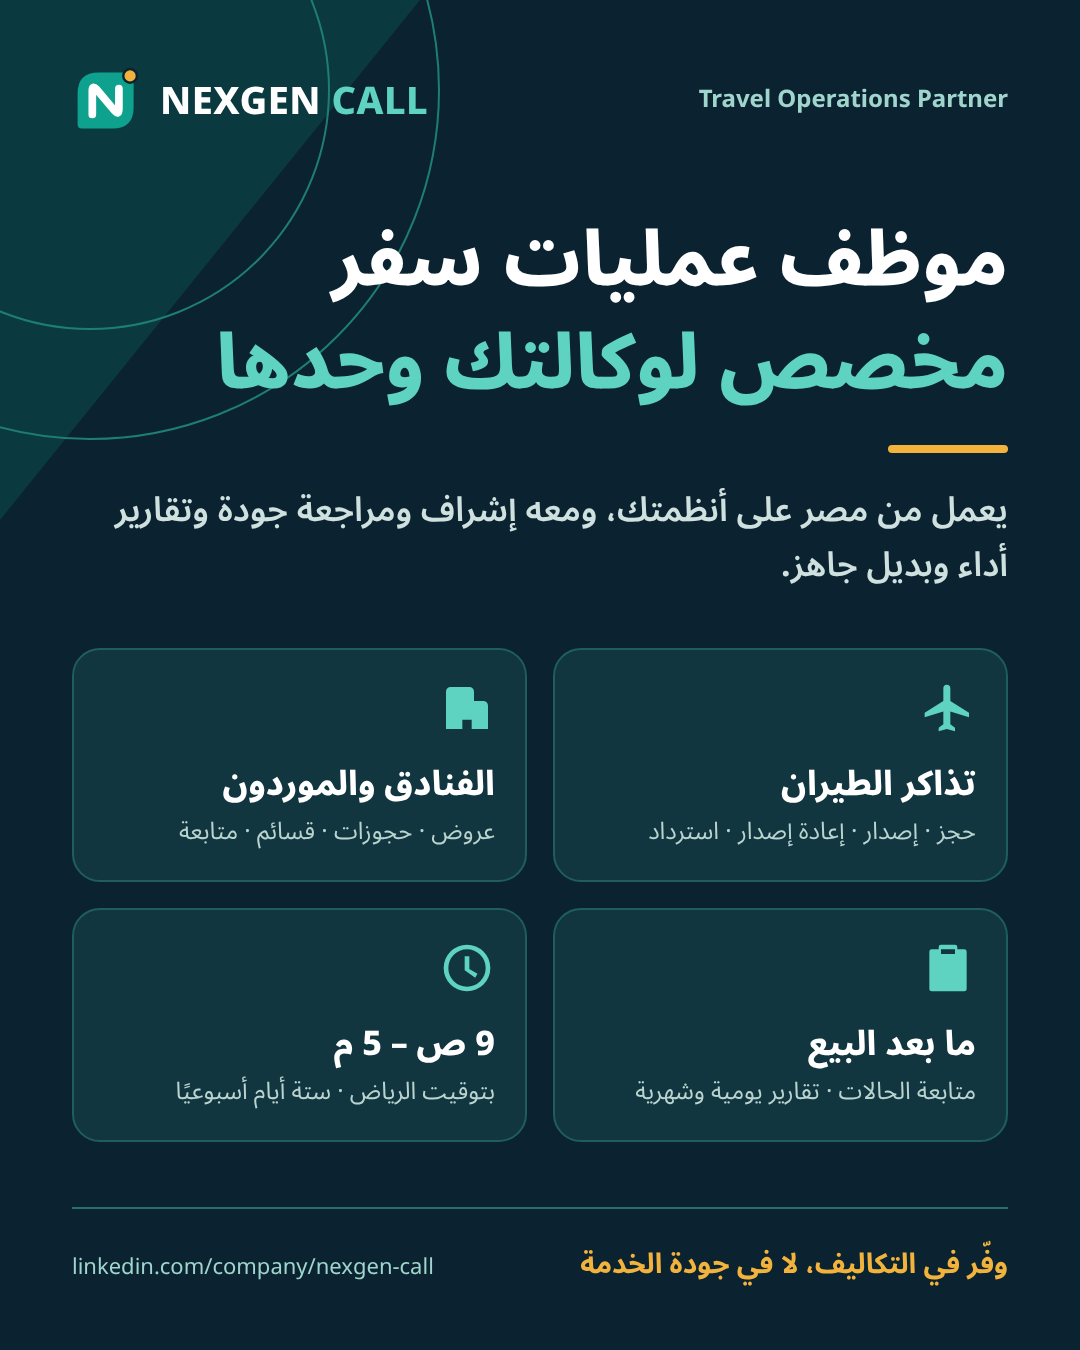 NEXGEN CALL
Travel Operations Partner
موظف عمليات سفر
مخصص لوكالتك وحدها
يعمل من مصر على أنظمتك، ومعه إشراف ومراجعة جودة وتقارير
أداء وبديل جاهز.
تذاكر الطيران
حجز · إصدار · إعادة إصدار · استرداد
الفنادق والموردون
عروض · حجوزات · قسائم · متابعة
ما بعد البيع
متابعة الحالات · تقارير يومية وشهرية
9 ص – 5 م
بتوقيت الرياض · ستة أيام أسبوعيًا
وفّر في التكاليف، لا في جودة الخدمة
linkedin.com/company/nexgen-call